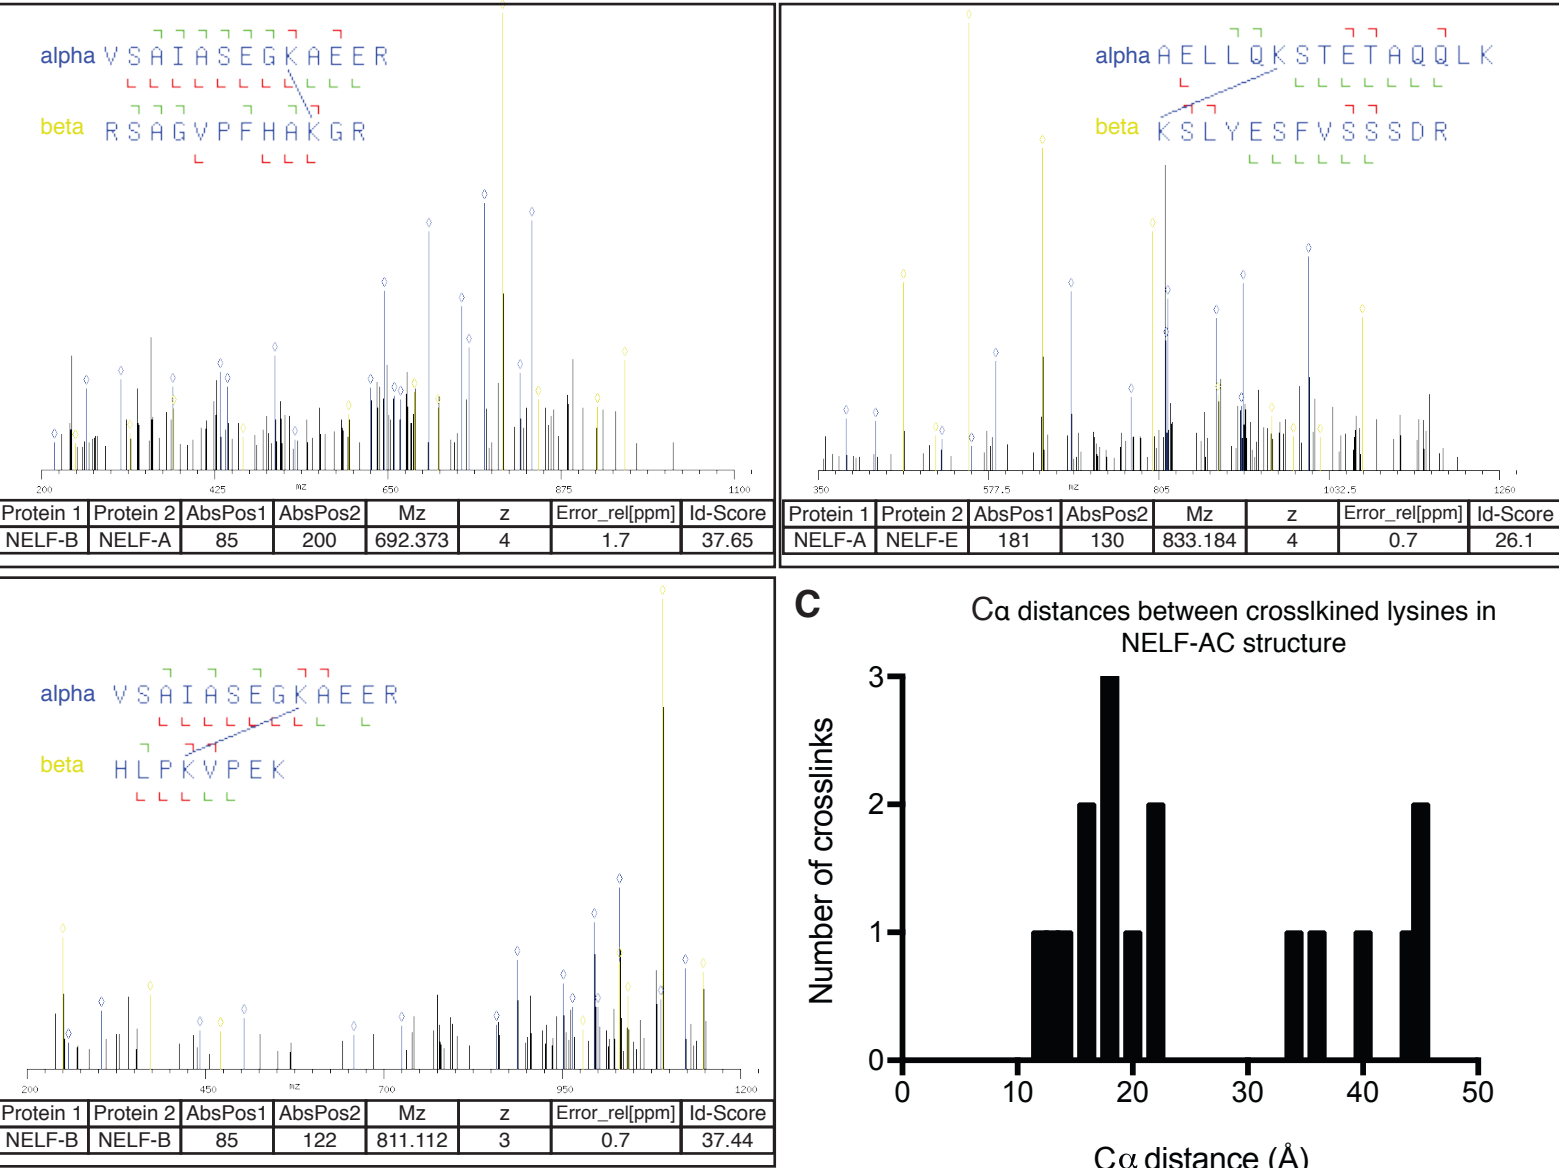 alpha VSAIASEGKAEER
beta RSAGVPFHAKGR
200 425 mz 650 875 1100
Protein 1 Protein 2 AbsPos1 AbsPos2 Mz z Error_rel[ppm] Id-Score
NELF-B NELF-A 85 200 692.373 4 1.7 37.65
alpha AELLQKSTETAQQLK
beta KSLYESFVSSSDR
350 577.5 mz 805 1032.5 1260
Protein 1 Protein 2 AbsPos1 AbsPos2 Mz z Error_rel[ppm] Id-Score
NELF-A NELF-E 181 130 833.184 4 0.7 26.1
alpha VSAIASEGKAEER
beta HLPKVPEK
200 450 mz 700 950 1200
Protein 1 Protein 2 AbsPos1 AbsPos2 Mz z Error_rel[ppm] Id-Score
NELF-B NELF-B 85 122 811.112 3 0.7 37.44
C
Cα distances between crosslkined lysines in
NELF-AC structure
Number of crosslinks
3
2
1
0
0 10 20 30 40 50
Cα distance (Å)